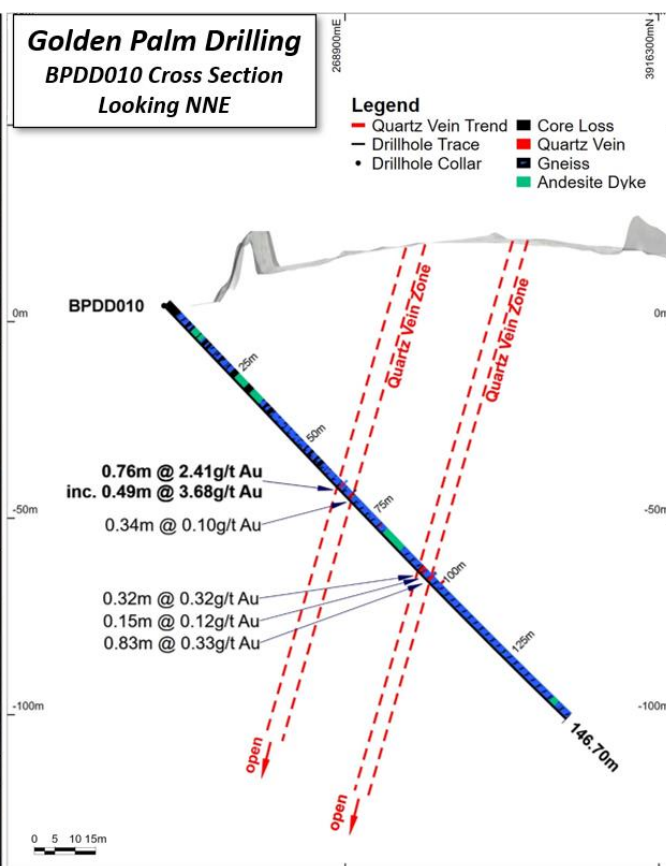 Golden Palm Drilling
BPDD010 Cross Section
Looking NNE
268900mE
3916300mN
Legend
Quartz Vein Trend
Drillhole Trace
Drillhole Collar
Core Loss
Quartz Vein
Gneiss
Andesite Dyke
BPDD010
0m
0m
25m
50m
75m
100m
125m
146.70m
Quartz Vein Zone
Quartz Vein Zone
0.76m @ 2.41g/t Au
inc. 0.49m @ 3.68g/t Au
0.34m @ 0.10g/t Au
-50m
-50m
0.32m @ 0.32g/t Au
0.15m @ 0.12g/t Au
0.83m @ 0.33g/t Au
-100m
-100m
open
open
0 5 10 15m